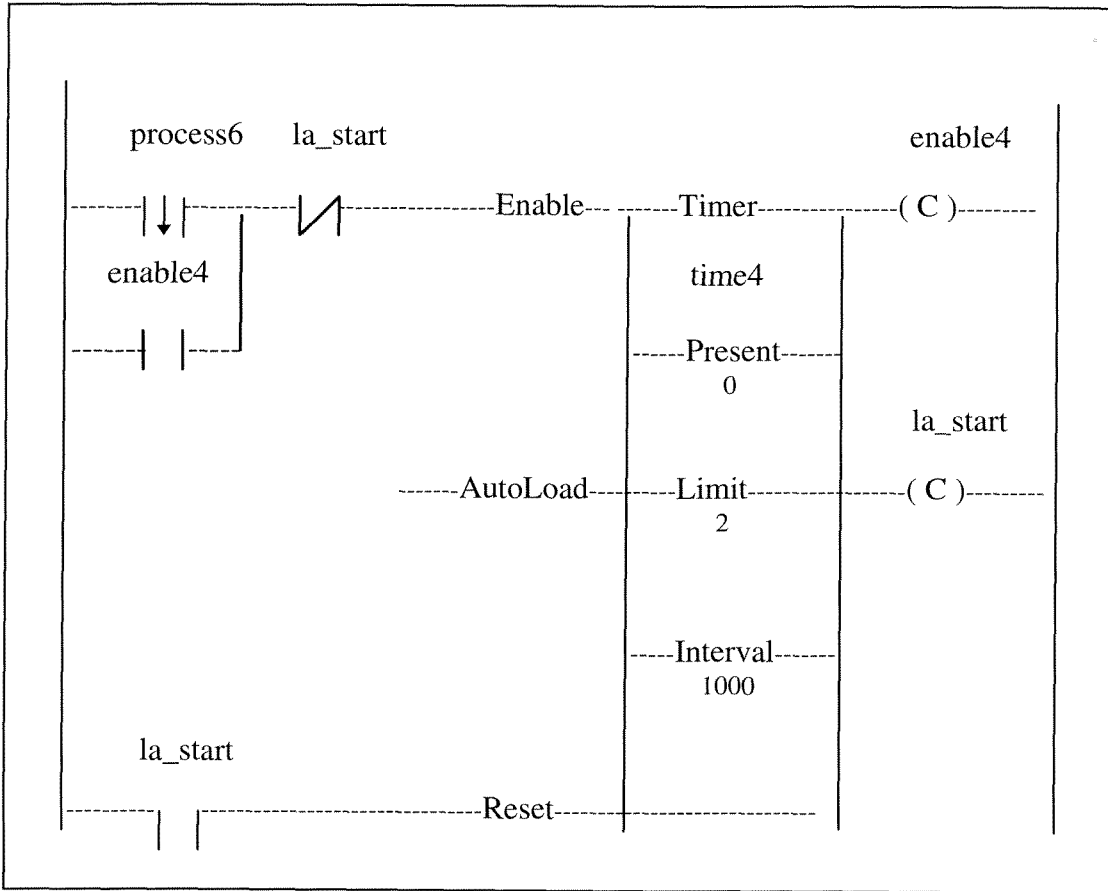 process6 la_start enable4
Enable Timer ( C )
enable4 time4
Present
0
la_start
AutoLoad Limit ( C )
2
Interval
1000
la_start
Reset